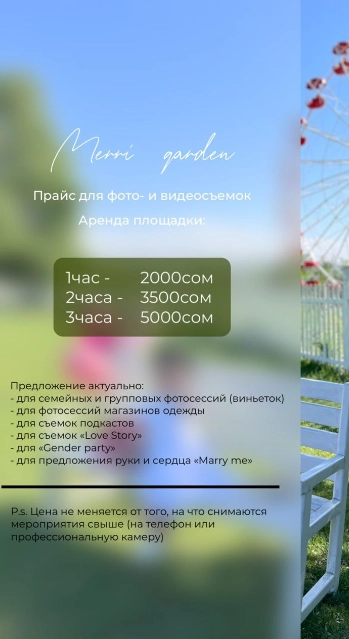 Merri garden
Прайс для фото- и видеосъемок
Аренда площадки:
1час - 2000сом
2часа - 3500сом
3часа - 5000сом
Предложение актуально:
- для семейных и групповых фотосессий (виньеток)
- для фотосессий магазинов одежды
- для съемок подкастов
- для съемок «Love Story»
- для «Gender party»
- для предложения руки и сердца «Marry me»
P.s. Цена не меняется от того, на что снимаются
мероприятия свыше (на телефон или
профессиональную камеру)